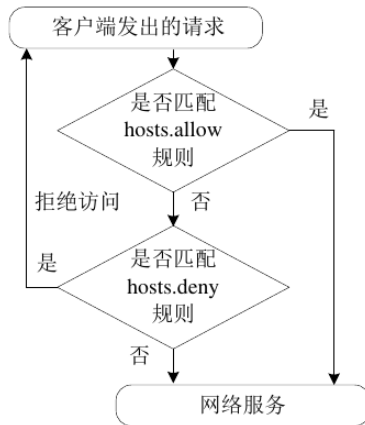 客户端发出的请求
是否匹配
hosts.allow
规则
是
否
拒绝访问
是否匹配
hosts.deny
规则
是
否
网络服务